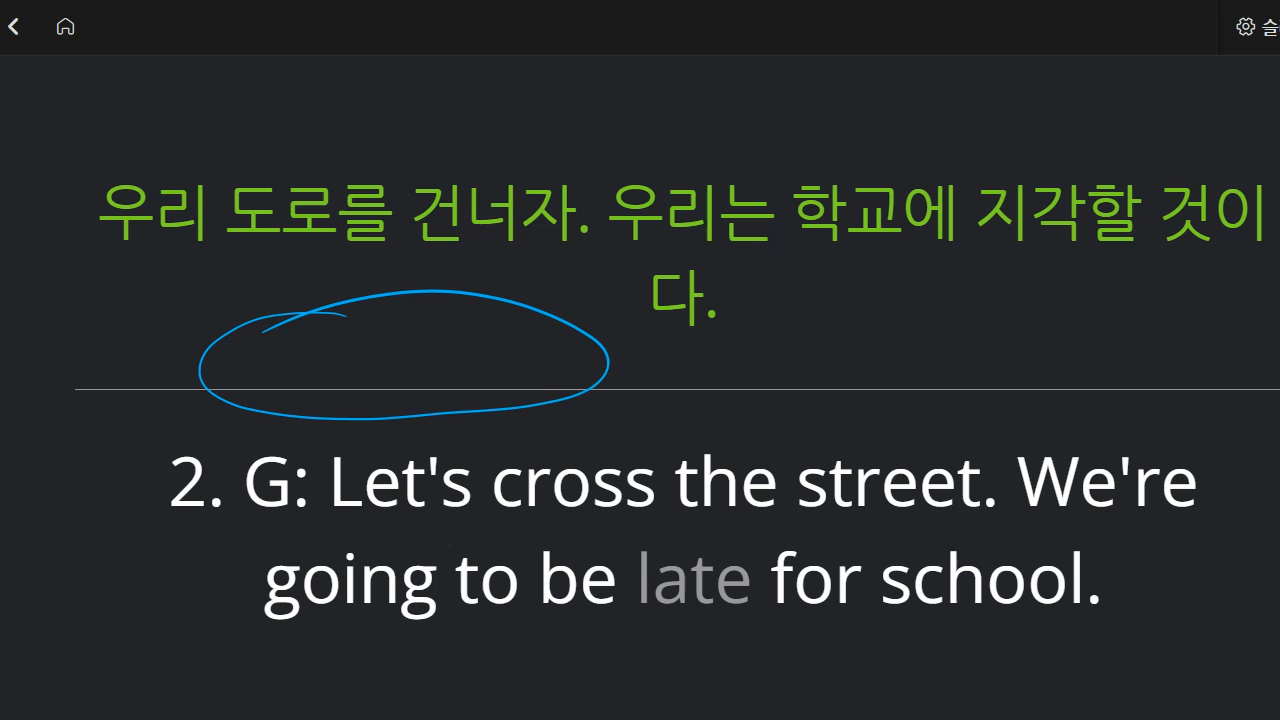 슬
우리 도로를 건너자. 우리는 학교에 지각할 것이
다.
2. G: Let's cross the street. We're
going to be late for school.